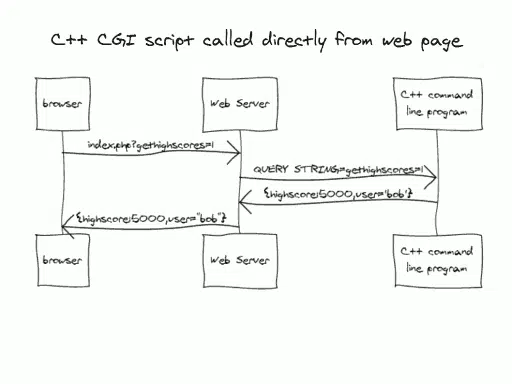 C++ CGI script called directly from web page
browser
Web Server
C++ command
line program
index.php?gethighscores=1
QUERY STRING=gethighscores=1
{highscore:5000,user='bob'}
{highscore:5000,user="bob"}
browser
Web Server
C++ command
line program